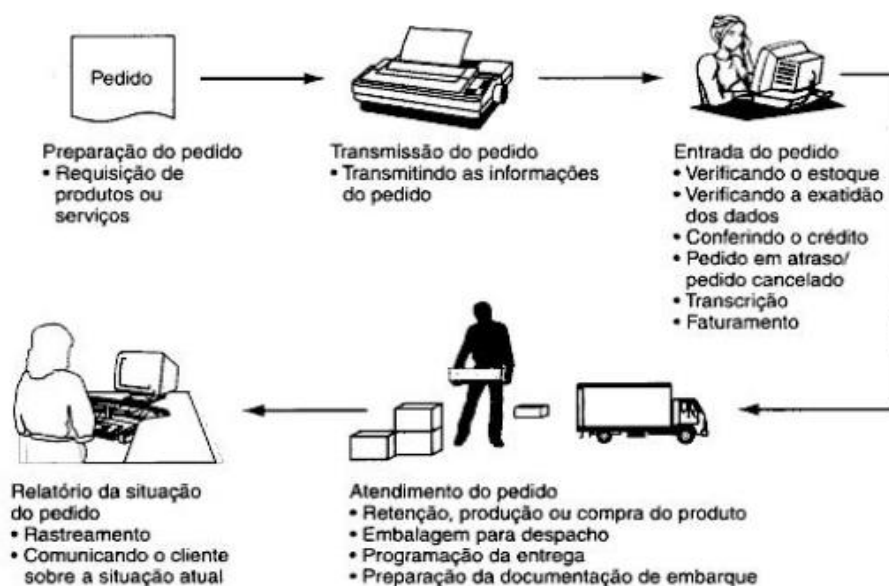 Pedido
Preparação do pedido
• Requisição de
produtos ou
serviços
Transmissão do pedido
• Transmitindo as informações
do pedido
Entrada do pedido
• Verificando o estoque
• Verificando a exatidão
dos dados
• Conferindo o crédito
• Pedido em atraso/
pedido cancelado
• Transcrição
• Faturamento
Relatório da situação
do pedido
• Rastreamento
• Comunicando o cliente
sobre a situação atual
Atendimento do pedido
• Retenção, produção ou compra do produto
• Embalagem para despacho
• Programação da entrega
• Preparação da documentação de embarque